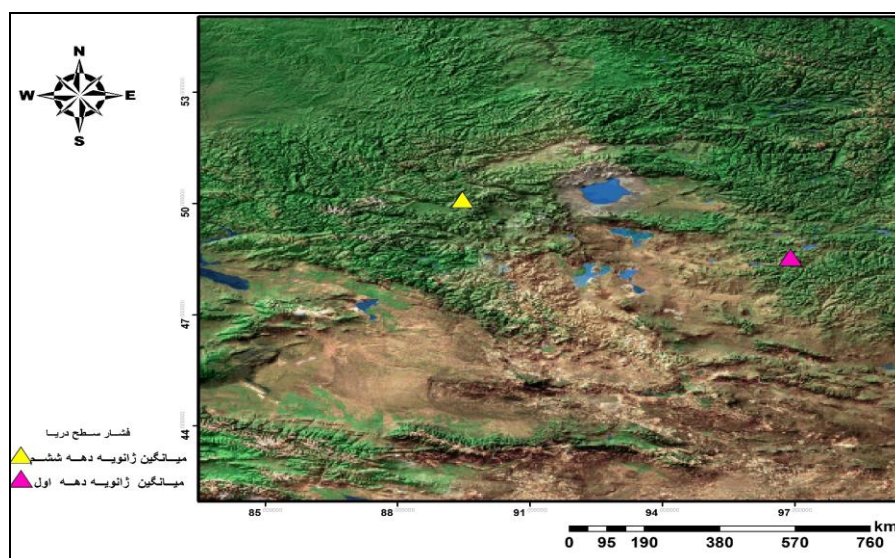 N
W E
S
53
50
47
44
85 88 91 94 97
فشار سطح دریا
میانگین ژانویه دهه ششم
میانگین ژانویه دهه اول
km
0 95 190 380 570 760